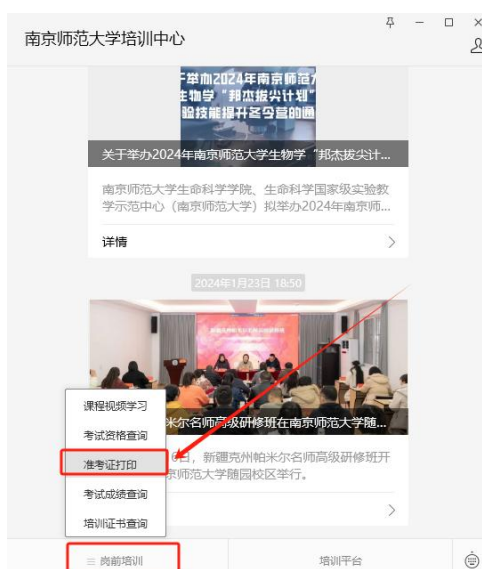 南京师范大学培训中心
于举办2024年南京师范大
生物学“邦杰拔尖计划”
验技能提升冬令营的通
关于举办2024年南京师范大学生物学“邦杰拔尖计...
南京师范大学生命科学学院、生命科学国家级实验教
学示范中心（南京师范大学）拟举办2024年南京师...
详情
2024年1月23日 18:50
米尔名师高级研修班在南京师范大学随...
6日，新疆克州帕米尔名师高级研修班开
京师范大学随园校区举行。
课程视频学习
考试资格查询
准考证打印
考试成绩查询
培训证书查询
岗前培训
培训平台